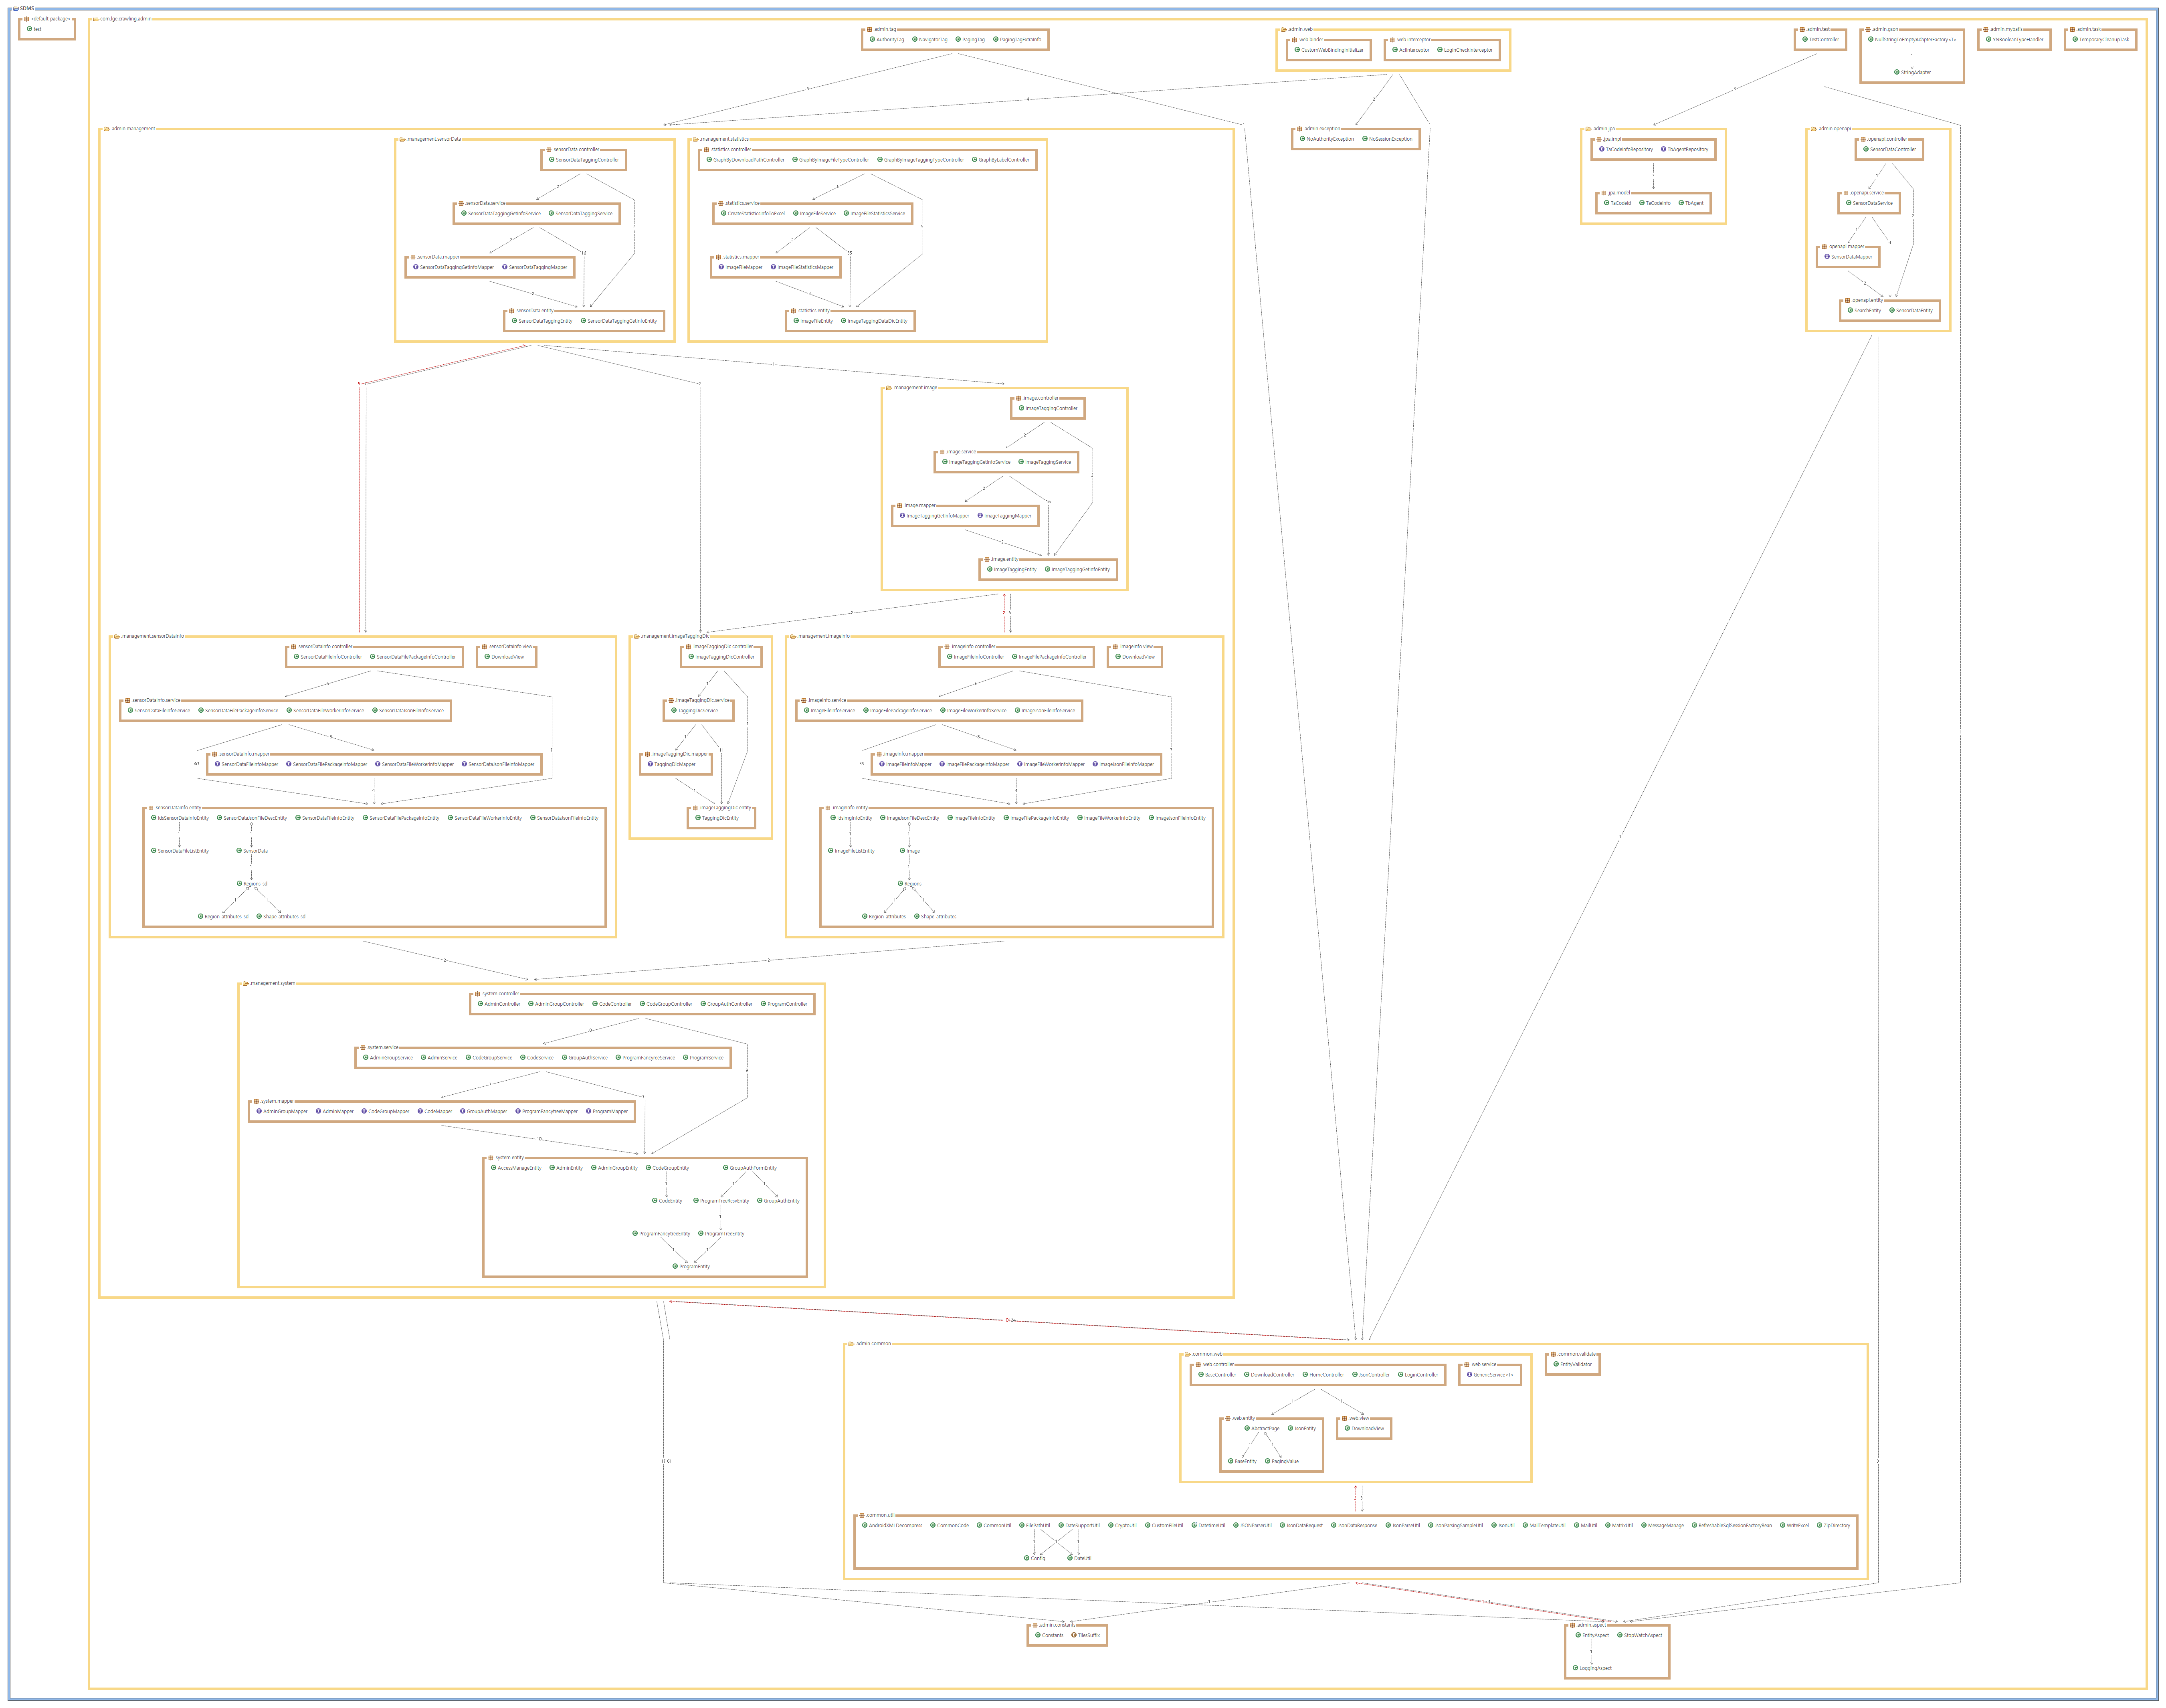 SDMS
<default package>
test
com.lge.crawling.admin
.admin.tag
AuthorityTag NavigatorTag PagingTag PagingTagExtraInfo
.admin.web
.web.binder
CustomWebBindingInitializer
.web.interceptor
AclInterceptor LoginCheckInterceptor
.admin.test
TestController
.admin.gson
NullStringToEmptyAdapterFactory<T>
StringAdapter
.admin.mybatis
YNBooleanTypeHandler
.admin.task
TemporaryCleanupTask
.admin.management
.management.sensorData
.sensorData.controller
SensorDataTaggingController
.sensorData.service
SensorDataTaggingGetInfoService SensorDataTaggingService
.sensorData.mapper
SensorDataTaggingGetInfoMapper SensorDataTaggingMapper
.sensorData.entity
SensorDataTaggingEntity SensorDataTaggingGetInfoEntity
.management.statistics
.statistics.controller
GraphByDownloadPathController GraphByImageFileTypeController GraphByImageTaggingTypeController GraphByLabelController
.statistics.service
CreateStatisticsInfoToExcel ImageFileService ImageFileStatisticsService
.statistics.mapper
ImageFileMapper ImageFileStatisticsMapper
.statistics.entity
ImageFileEntity ImageTaggingDataDicEntity
.admin.exception
NoAuthorityException NoSessionException
.admin.jpa
.jpa.impl
TaCodeInfoRepository TbAgentRepository
.jpa.model
TaCodeId TaCodeInfo TbAgent
.admin.openapi
.openapi.controller
SensorDataController
.openapi.service
SensorDataService
.openapi.mapper
SensorDataMapper
.openapi.entity
SearchEntity SensorDataEntity
.management.image
.image.controller
ImageTaggingController
.image.service
ImageTaggingGetInfoService ImageTaggingService
.image.mapper
ImageTaggingGetInfoMapper ImageTaggingMapper
.image.entity
ImageTaggingEntity ImageTaggingGetInfoEntity
.management.sensorDataInfo
.sensorDataInfo.controller
SensorDataFileInfoController SensorDataFilePackageInfoController
.sensorDataInfo.view
DownloadView
.sensorDataInfo.service
SensorDataFileInfoService SensorDataFilePackageInfoService SensorDataFileWorkerInfoService SensorDataJsonFileInfoService
.sensorDataInfo.mapper
SensorDataFileInfoMapper SensorDataFilePackageInfoMapper SensorDataFileWorkerInfoMapper SensorDataJsonFileInfoMapper
.sensorDataInfo.entity
IdsSensorDataInfoEntity SensorDataJsonFileDescEntity SensorDataFileInfoEntity SensorDataFilePackageInfoEntity SensorDataFileWorkerInfoEntity SensorDataJsonFileInfoEntity
SensorDataFileListEntity SensorData
Regions_sd
Region_attributes_sd Shape_attributes_sd
.management.imageTaggingDic
.imageTaggingDic.controller
ImageTaggingDicController
.imageTaggingDic.service
TaggingDicService
.imageTaggingDic.mapper
TaggingDicMapper
.imageTaggingDic.entity
TaggingDicEntity
.management.imageInfo
.imageInfo.controller
ImageFileInfoController ImageFilePackageInfoController
.imageInfo.view
DownloadView
.imageInfo.service
ImageFileInfoService ImageFilePackageInfoService ImageFileWorkerInfoService ImageJsonFileInfoService
.imageInfo.mapper
ImageFileInfoMapper ImageFilePackageInfoMapper ImageFileWorkerInfoMapper ImageJsonFileInfoMapper
.imageInfo.entity
IdsImgInfoEntity ImageJsonFileDescEntity ImageFileInfoEntity ImageFilePackageInfoEntity ImageFileWorkerInfoEntity ImageJsonFileInfoEntity
ImageFileListEntity Image
Regions
Region_attributes Shape_attributes
.management.system
.system.controller
AdminController AdminGroupController CodeController CodeGroupController GroupAuthController ProgramController
.system.service
AdminGroupService AdminService CodeGroupService CodeService GroupAuthService ProgramFancytreeService ProgramService
.system.mapper
AdminGroupMapper AdminMapper CodeGroupMapper CodeMapper GroupAuthMapper ProgramFancytreeMapper ProgramMapper
.system.entity
AccessManageEntity AdminEntity AdminGroupEntity CodeGroupEntity GroupAuthFormEntity
CodeEntity ProgramTreeRcsvEntity GroupAuthEntity
ProgramFancytreeEntity ProgramTreeEntity
ProgramEntity
.admin.common
.common.web
.web.controller
BaseController DownloadController HomeController JsonController LoginController
.web.service
GenericService<T>
.common.validate
EntityValidator
.web.entity
AbstractPage JsonEntity
BaseEntity PagingValue
.web.view
DownloadView
.common.util
AndroidXMLDecompress CommonCode CommonUtil FilePathUtil DateSupportUtil CryptoUtil CustomFileUtil DatetimeUtil JSONParserUtil JsonDataRequest JsonDataResponse JsonParseUtil JsonParsingSampleUtil JsonUtil MailTemplateUtil MailUtil MatrixUtil MessageManage RefreshableSqlSessionFactoryBean WriteExcel ZipDirectory
Config DateUtil
.admin.constants
Constants TilesSuffix
.admin.aspect
EntityAspect StopWatchAspect
LoggingAspect